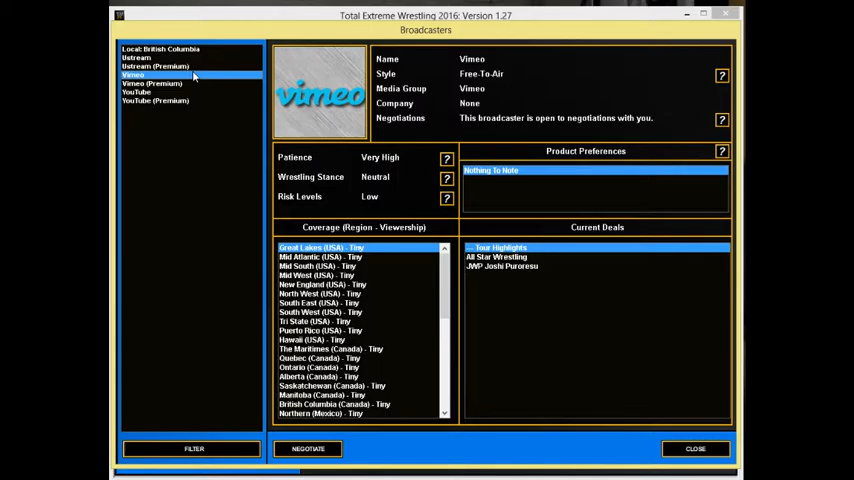 Total Extreme Wrestling 2016: Version 1.27
Broadcasters
Local: British Columbia
Ustream
Ustream (Premium)
Vimeo
Vimeo (Premium)
YouTube
YouTube (Premium)
FILTER
vimeo
Name Vimeo
Style Free-To-Air ?
Media Group Vimeo
Company None
Negotiations This broadcaster is open to negotiations with you. ?
Patience Very High ?
Wrestling Stance Neutral ?
Risk Levels Low ?
Product Preferences ?
Nothing To Note
Coverage (Region - Viewership)
Great Lakes (USA) - Tiny
Mid Atlantic (USA) - Tiny
Mid South (USA) - Tiny
Mid West (USA) - Tiny
New England (USA) - Tiny
North West (USA) - Tiny
South East (USA) - Tiny
South West (USA) - Tiny
Tri State (USA) - Tiny
Puerto Rico (USA) - Tiny
Hawaii (USA) - Tiny
The Maritimes (Canada) - Tiny
Quebec (Canada) - Tiny
Ontario (Canada) - Tiny
Alberta (Canada) - Tiny
Saskatchewan (Canada) - Tiny
Manitoba (Canada) - Tiny
British Columbia (Canada) - Tiny
Northern (Mexico) - Tiny
Current Deals
... Tour Highlights
All Star Wrestling
JWP Joshi Puroresu
NEGOTIATE
CLOSE